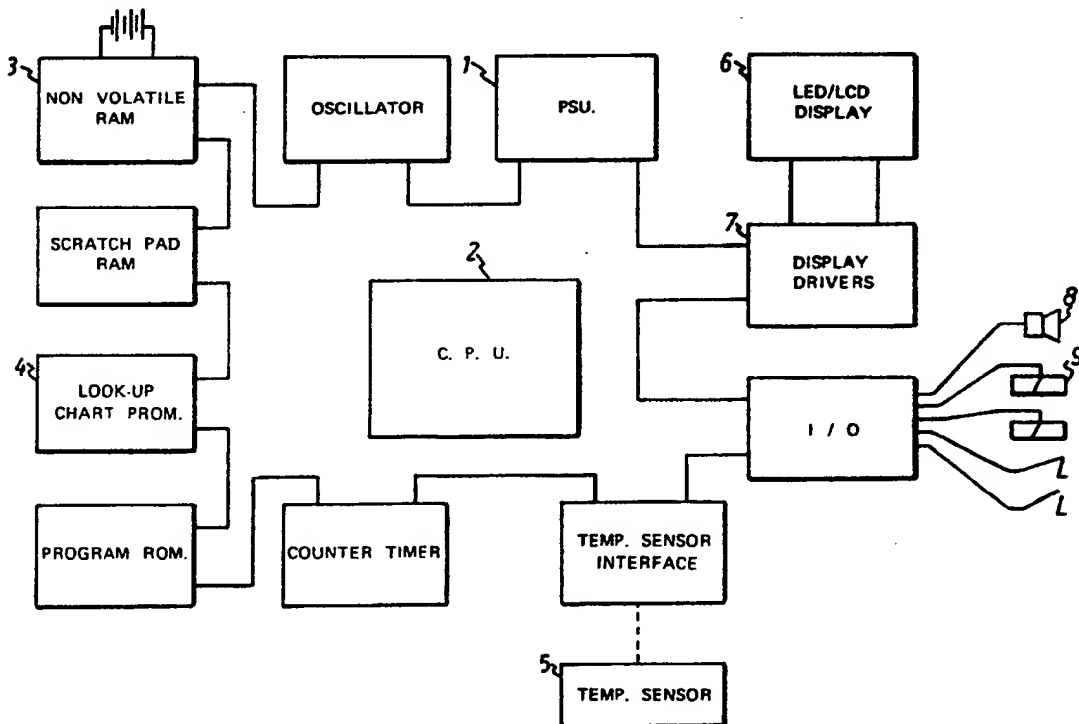 3
NON VOLATILE
RAM
OSCILLATOR
1
PSU.
6
LED/LCD
DISPLAY
SCRATCH PAD
RAM
7
DISPLAY
DRIVERS
2
C. P. U.
8
9
4
LOOK-UP
CHART PROM.
I / O
PROGRAM ROM.
COUNTER TIMER
TEMP. SENSOR
INTERFACE
5
TEMP. SENSOR